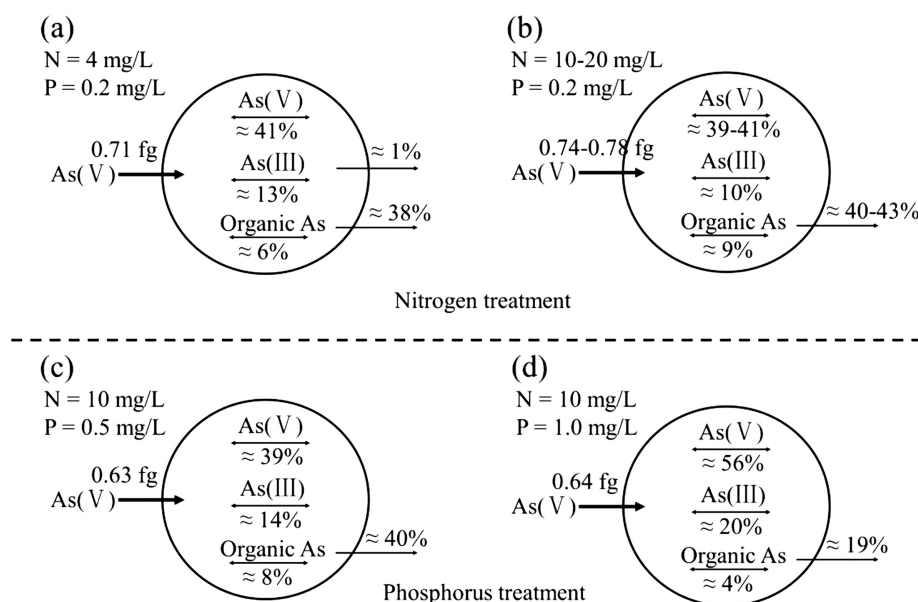 (a)
N = 4 mg/L
P = 0.2 mg/L
0.71 fg
As(Ⅴ)
As(Ⅴ)
≈ 41%
As(Ⅲ)
≈ 13%
Organic As
≈ 6%
≈ 1%
≈ 38%
(b)
N = 10-20 mg/L
P = 0.2 mg/L
0.74-0.78 fg
As(Ⅴ)
As(Ⅴ)
≈ 39-41%
As(Ⅲ)
≈ 10%
Organic As
≈ 9%
≈ 40-43%
Nitrogen treatment
(c)
N = 10 mg/L
P = 0.5 mg/L
0.63 fg
As(Ⅴ)
As(Ⅴ)
≈ 39%
As(Ⅲ)
≈ 14%
Organic As
≈ 8%
≈ 40%
(d)
N = 10 mg/L
P = 1.0 mg/L
0.64 fg
As(Ⅴ)
As(Ⅴ)
≈ 56%
As(Ⅲ)
≈ 20%
Organic As
≈ 4%
≈ 19%
Phosphorus treatment